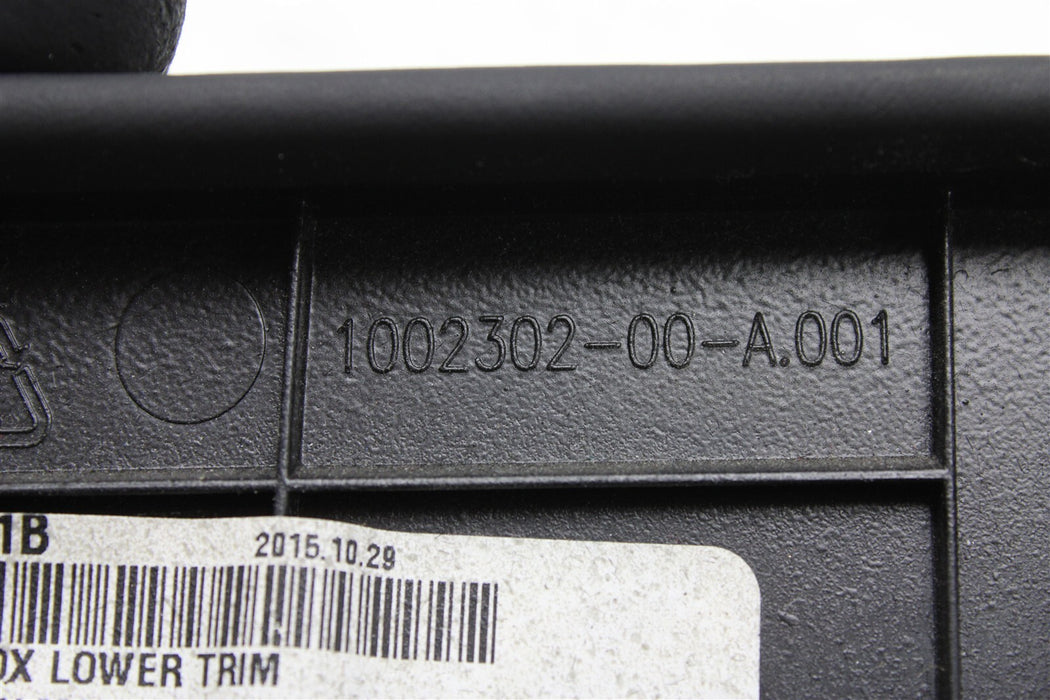 1002302-00-A.001
1B 2015.10.29
OX LOWER TRIM